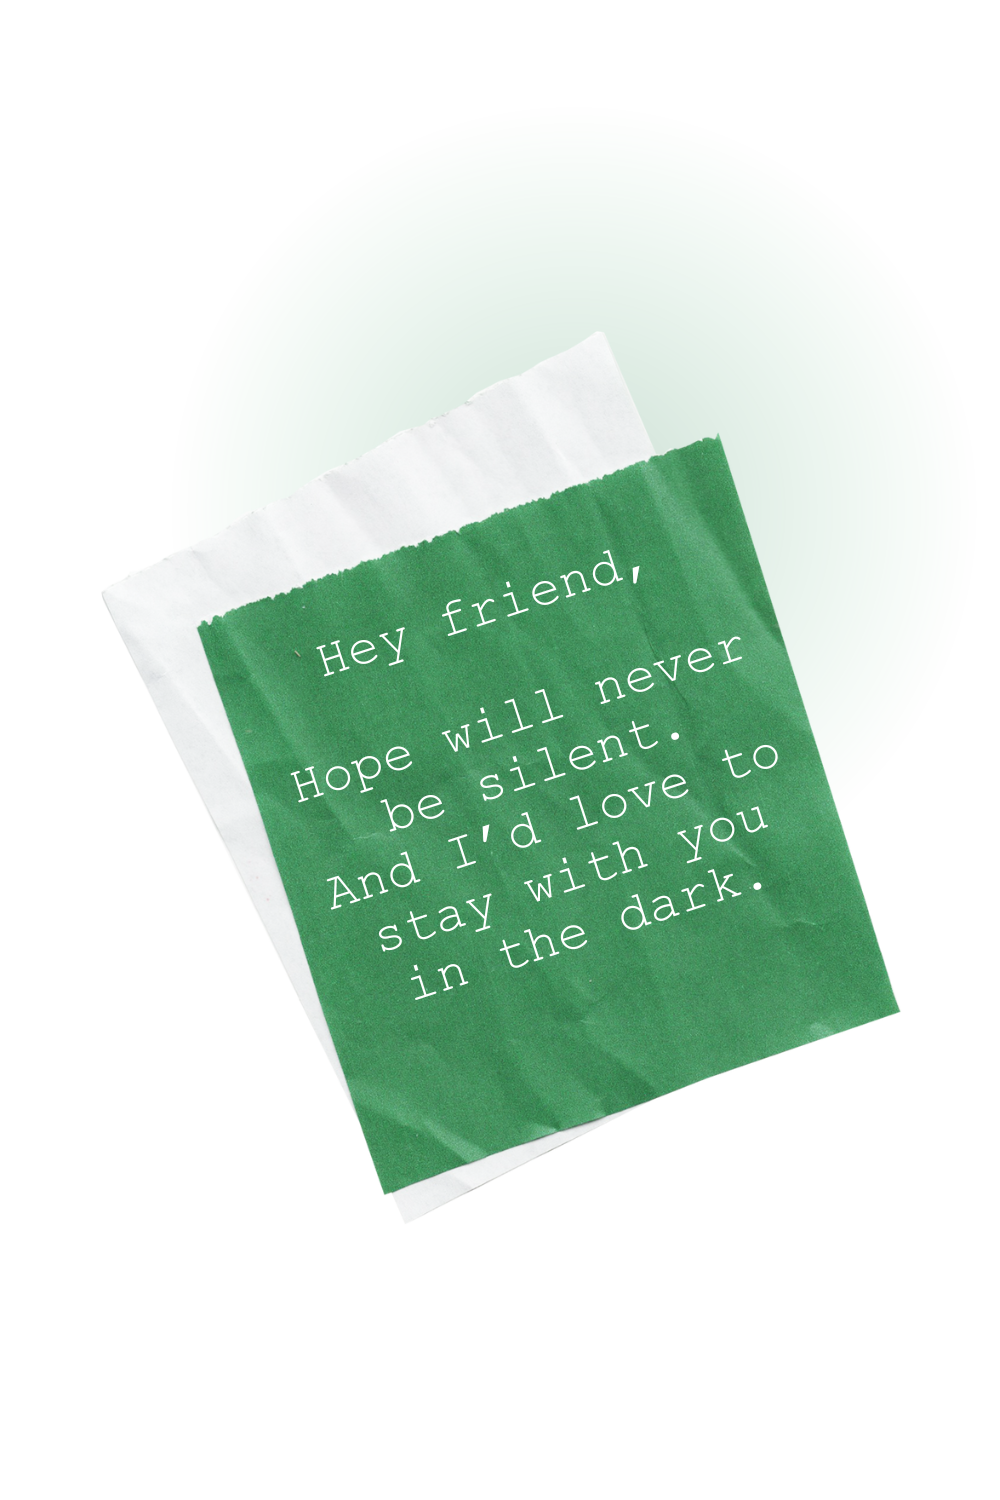 Hey friend,
Hope will never
be silent.
And I’d love to
stay with you
in the dark.